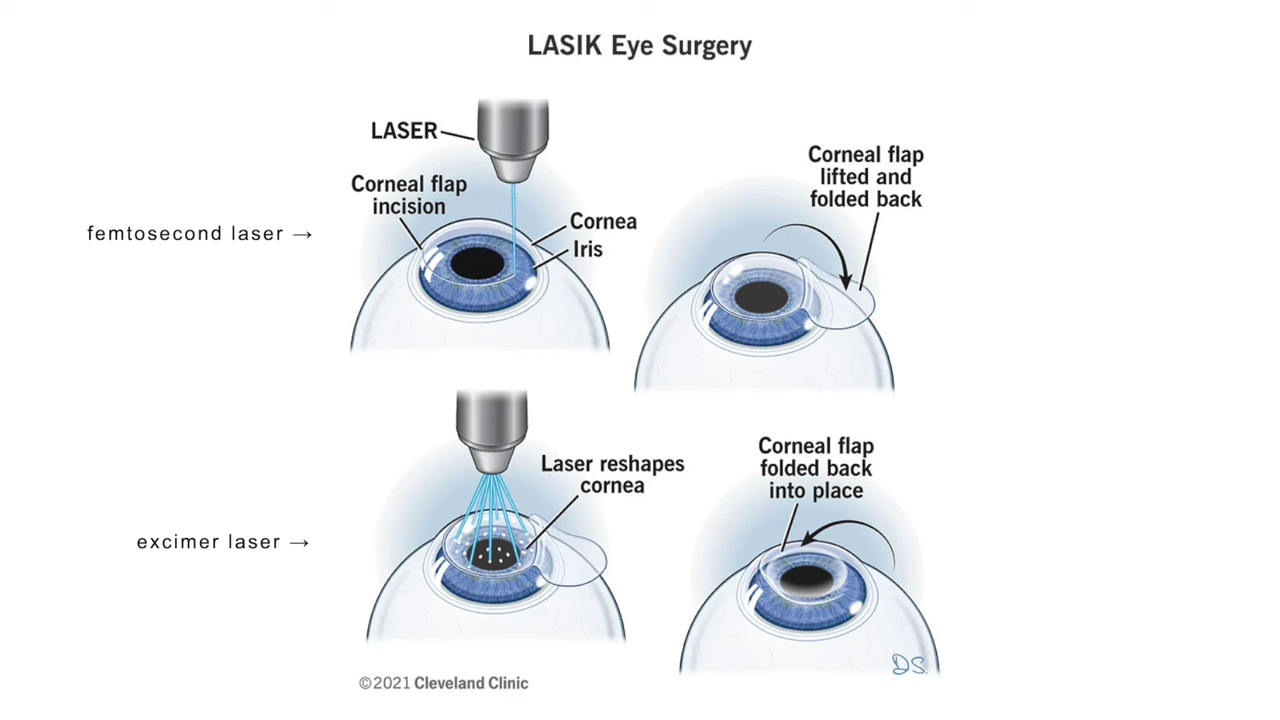 LASIK Eye Surgery
LASER
Corneal flap
incision
Cornea
Iris
femtosecond laser →
Corneal flap
lifted and
folded back
Laser reshapes
cornea
excimer laser →
Corneal flap
folded back
into place
DS.
©2021 Cleveland Clinic